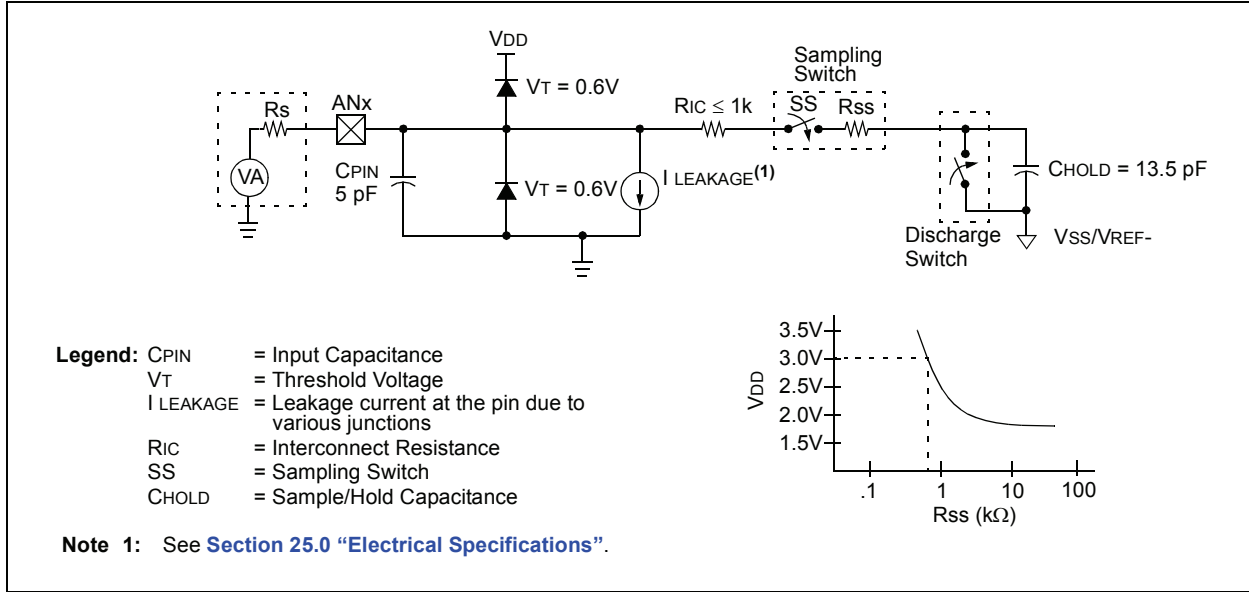 VDD
Sampling
Switch
VT = 0.6V
Rs
ANx
RIC ≤ 1k
SS
Rss
VA
CPIN
5 pF
VT = 0.6V
I LEAKAGE(1)
CHOLD = 13.5 pF
Discharge
Switch
VSS/VREF-
Legend: CPIN = Input Capacitance
VT = Threshold Voltage
I LEAKAGE = Leakage current at the pin due to
various junctions
RIC = Interconnect Resistance
SS = Sampling Switch
CHOLD = Sample/Hold Capacitance
3.5V
3.0V
2.5V
2.0V
1.5V
VDD
.1 1 10 100
Rss (kΩ)
Note 1: See Section 25.0 “Electrical Specifications”.